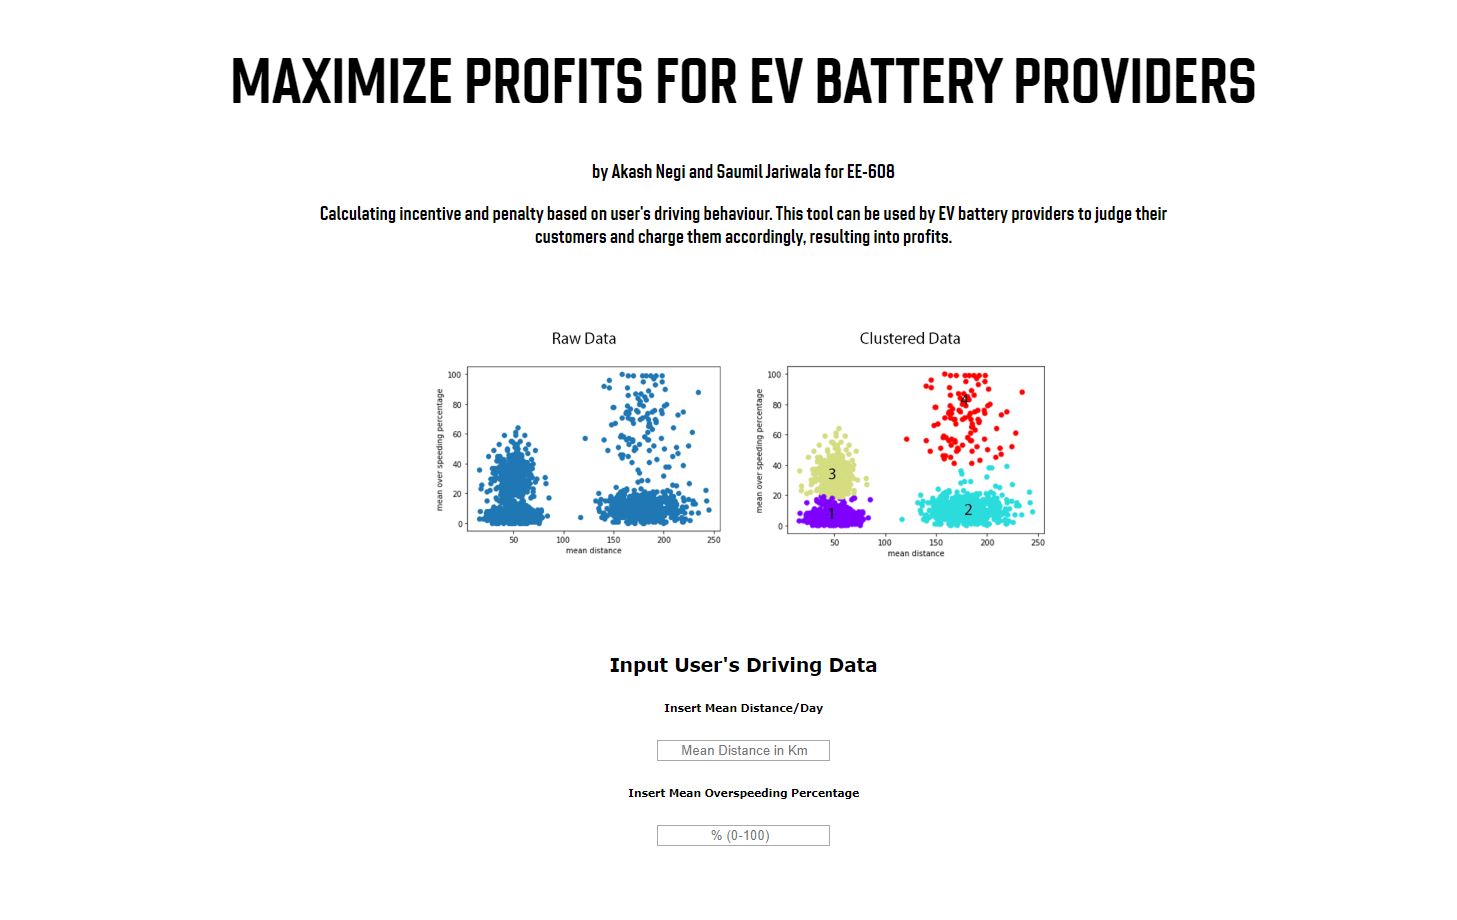 MAXIMIZE PROFITS FOR EV BATTERY PROVIDERS
by Akash Negi and Saumil Jariwala for EE-608
Calculating incentive and penalty based on user's driving behaviour. This tool can be used by EV battery providers to judge their
customers and charge them accordingly, resulting into profits.
Raw Data
100
80
60
40
20
0
mean over speeding percentage
50
100
150
200
250
mean distance
Clustered Data
100
80
60
40
20
0
mean over speeding percentage
4
3
1
2
50
100
150
200
250
mean distance
Input User's Driving Data
Insert Mean Distance/Day
Mean Distance in Km
Insert Mean Overspeeding Percentage
% (0-100)